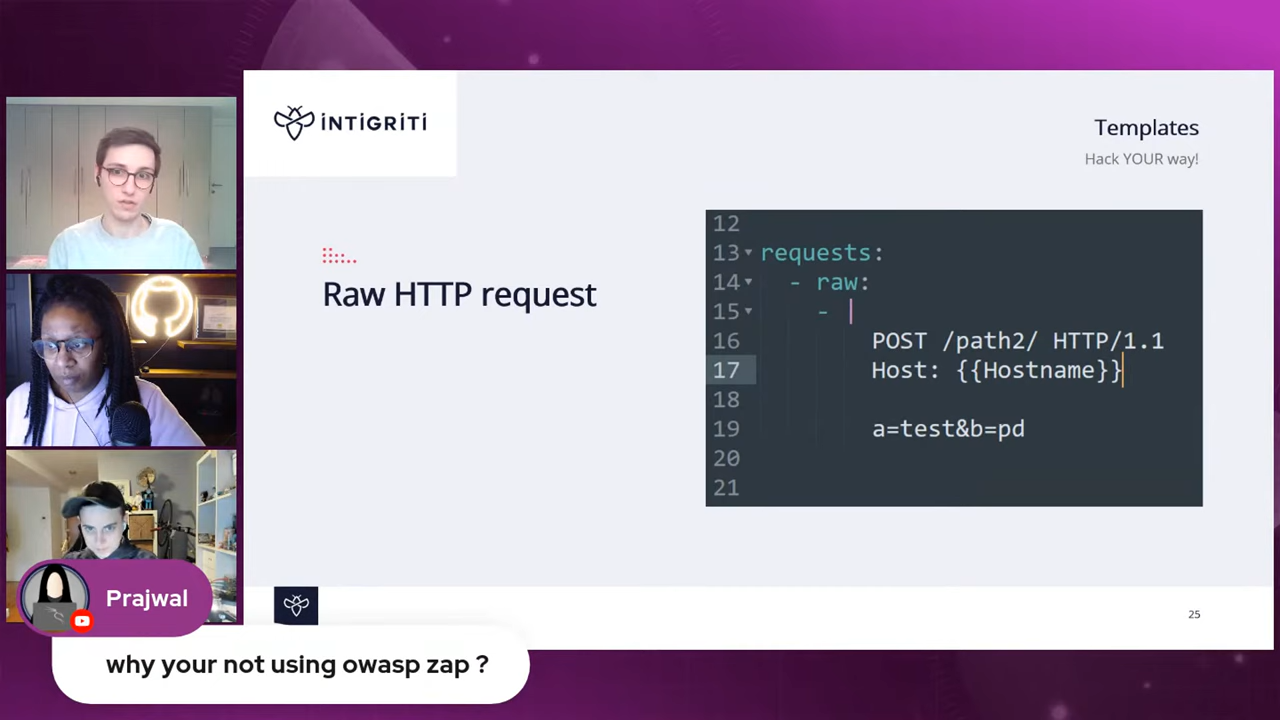 INTIGRITI
Templates
Hack YOUR way!
Raw HTTP request
12
13 requests:
14 - raw:
15 - |
16 POST /path2/ HTTP/1.1
17 Host: {{Hostname}}
18
19 a=test&b=pd
20
21
25
Prajwal
why your not using owasp zap ?